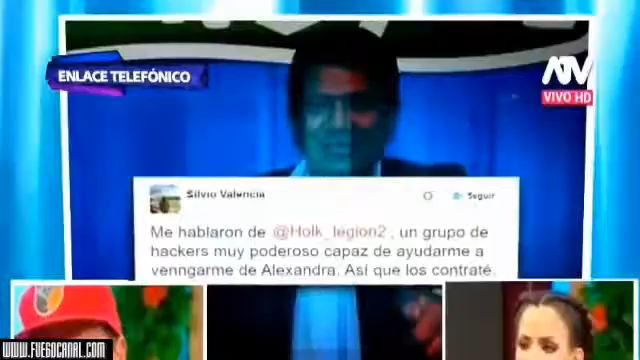 ENLACE TELEFÓNICO
ATV
VIVO HD
Silvio Valencia
Seguir
Me hablaron de @Holk_legion2, un grupo de
hackers muy poderoso capaz de ayudarme a
venngarme de Alexandra. Así que los contraté.
WWW.FUEGOCANAL.COM